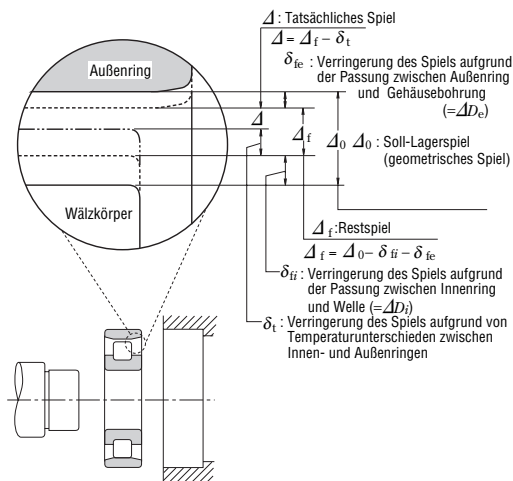 Δ: Tatsächliches Spiel
Δ = Δf − δt
δfe : Verringerung des Spiels aufgrund
der Passung zwischen Außenring
und Gehäusebohrung
(=ΔDe)
Außenring
Δ
Δf
Δ0
Δ0 : Soll-Lagerspiel
(geometrisches Spiel)
Wälzkörper
Δf :Restspiel
Δf = Δ0− δfi − δfe
δfi : Verringerung des Spiels aufgrund
der Passung zwischen Innenring
und Welle (=ΔDi)
δt : Verringerung des Spiels aufgrund von
Temperaturunterschieden zwischen
Innen- und Außenringen